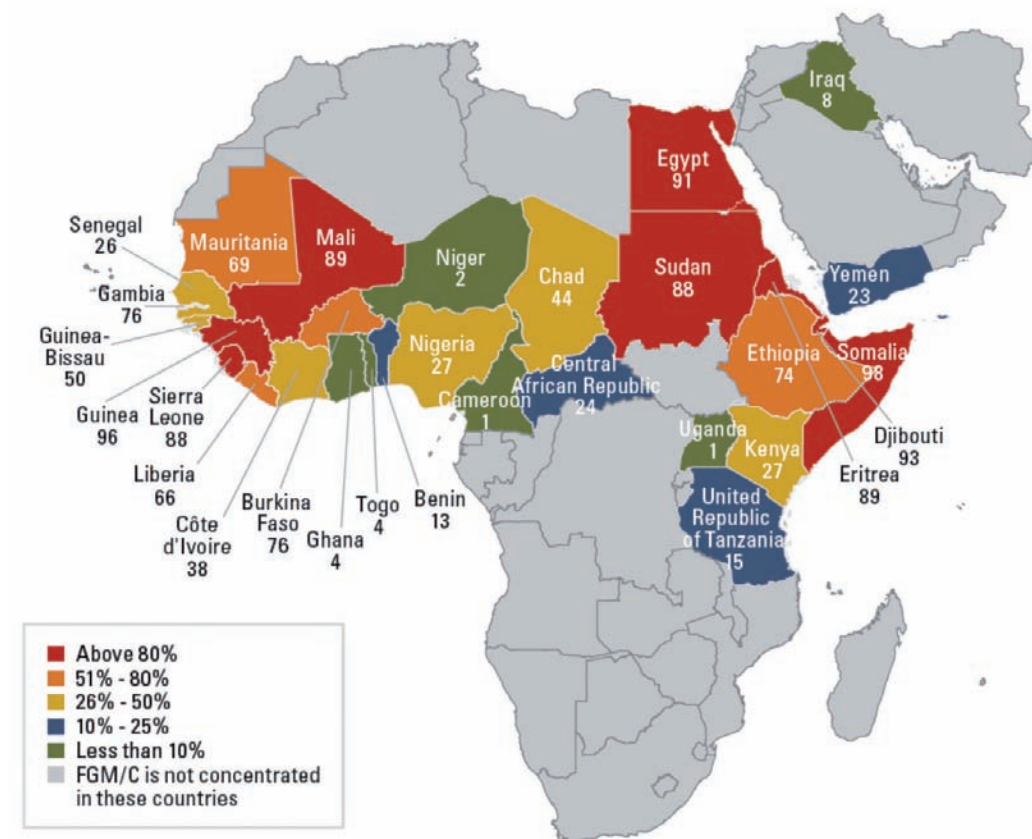 Iraq
8
Egypt
91
Senegal
26
Mauritania
69
Mali
89
Niger
2
Chad
44
Sudan
88
Yemen
23
Gambia
76
Guinea-
Bissau
50
Nigeria
27
Ethiopia
74
Somalia
98
Guinea
96
Sierra
Leone
88
Central
African Republic
24
Cameroon
1
Uganda
1
Kenya
27
Djibouti
93
Eritrea
89
Liberia
66
Côte
d'Ivoire
38
Burkina
Faso
76
Ghana
4
Togo
4
Benin
13
United
Republic
of Tanzania
15
Above 80%
51% - 80%
26% - 50%
10% - 25%
Less than 10%
FGM/C is not concentrated
in these countries